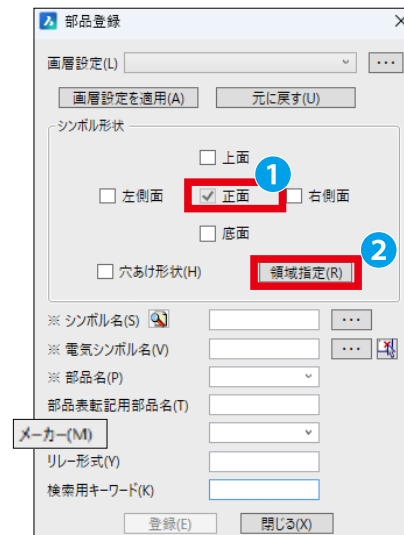 部品登録
画層設定(L)
画層設定を適用(A) 元に戻す(U)
シンボル形状
上面
1
左側面 正面 右側面
底面
2
穴あけ形状(H) 領域指定(R)
※ シンボル名(S)
※ 電気シンボル名(V)
※ 部品名(P)
部品表転記用部品名(T)
メーカー(M)
リレー形式(Y)
検索用キーワード(K)
登録(E) 閉じる(X)